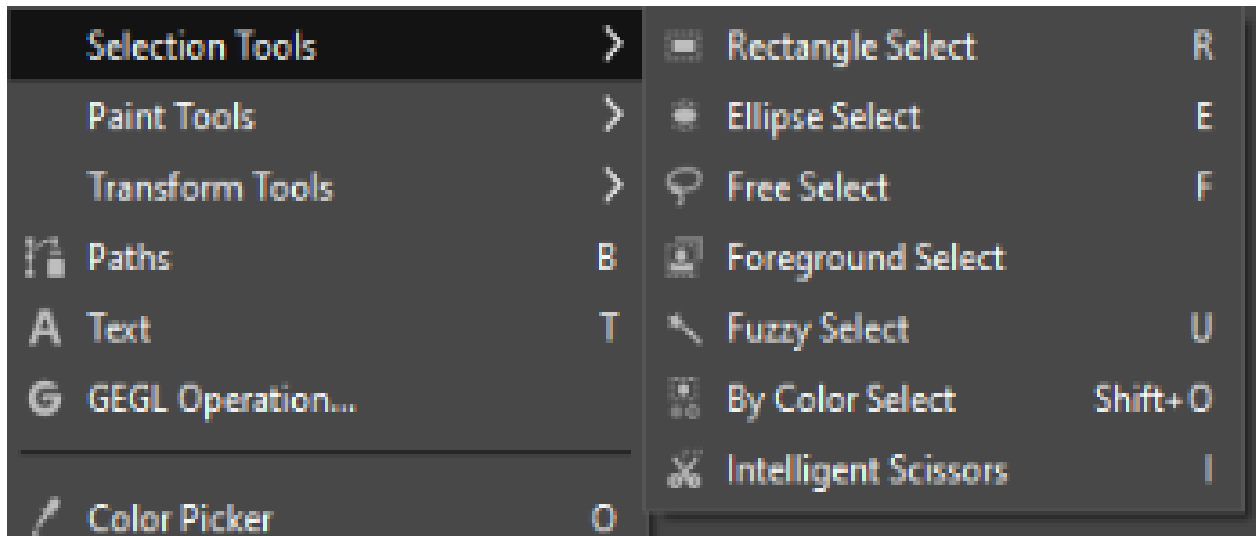 Selection Tools
Paint Tools
Transform Tools
Paths B
Text T
GEGL Operation...
Color Picker O
Rectangle Select R
Ellipse Select E
Free Select F
Foreground Select
Fuzzy Select U
By Color Select Shift+O
Intelligent Scissors I